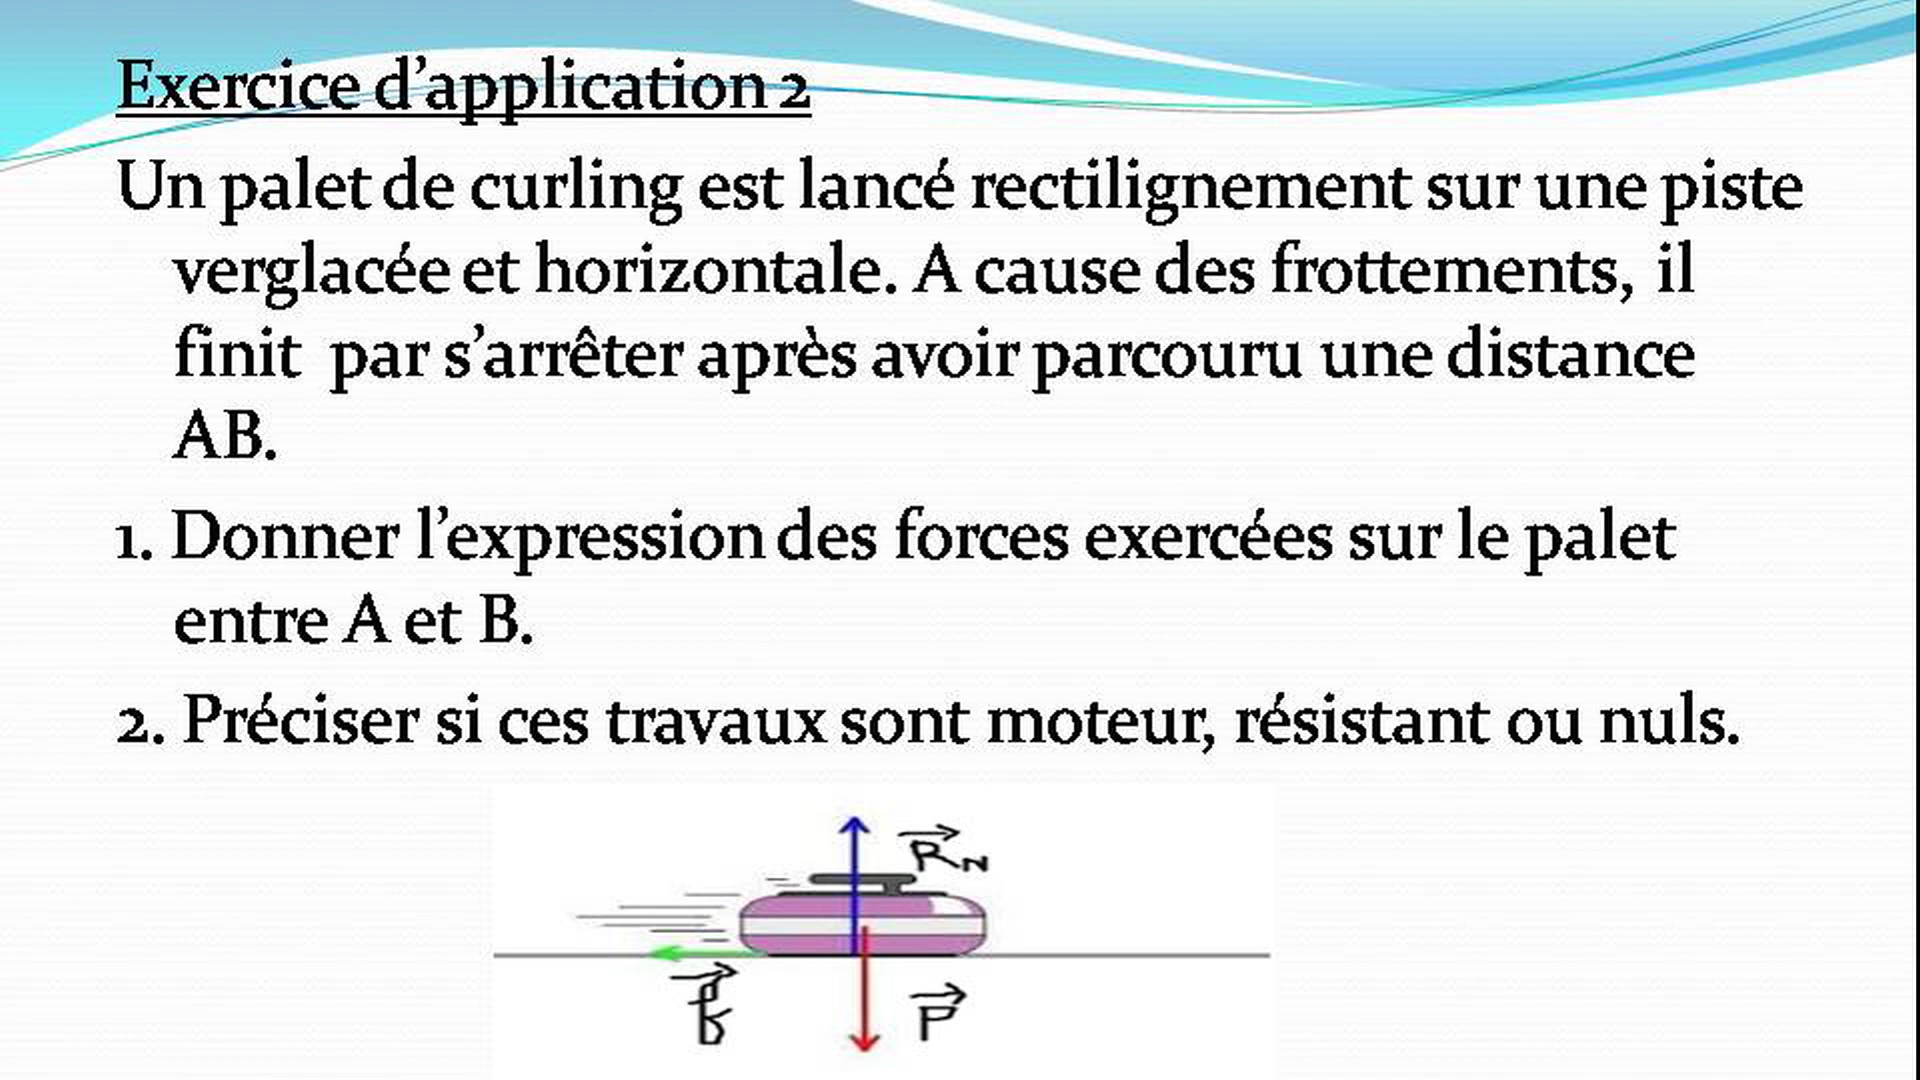 Exercice d’application 2
Un palet de curling est lancé rectilignement sur une piste
verglacée et horizontale. A cause des frottements, il
finit par s’arrêter après avoir parcouru une distance
AB.
1. Donner l’expression des forces exercées sur le palet
entre A et B.
2. Préciser si ces travaux sont moteur, résistant ou nuls.
R N
P